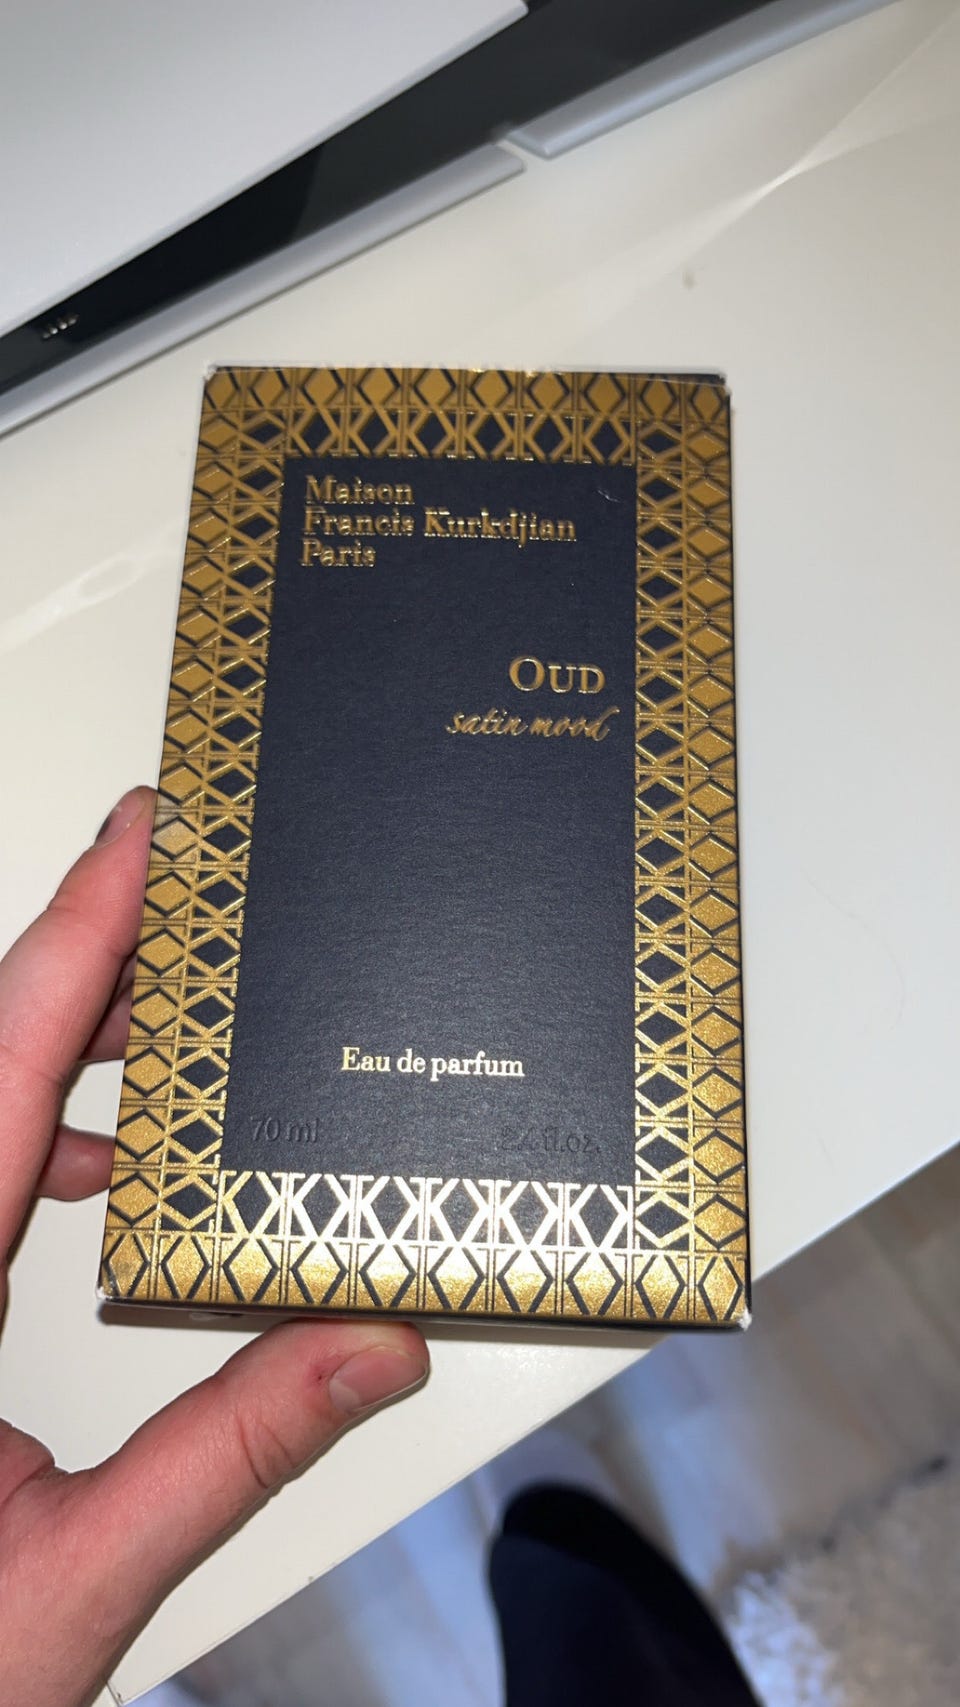 Maison
Francis Kurkdjian
Paris
OUD
satin mood
Eau de parfum
70 ml 2.4 fl.oz.